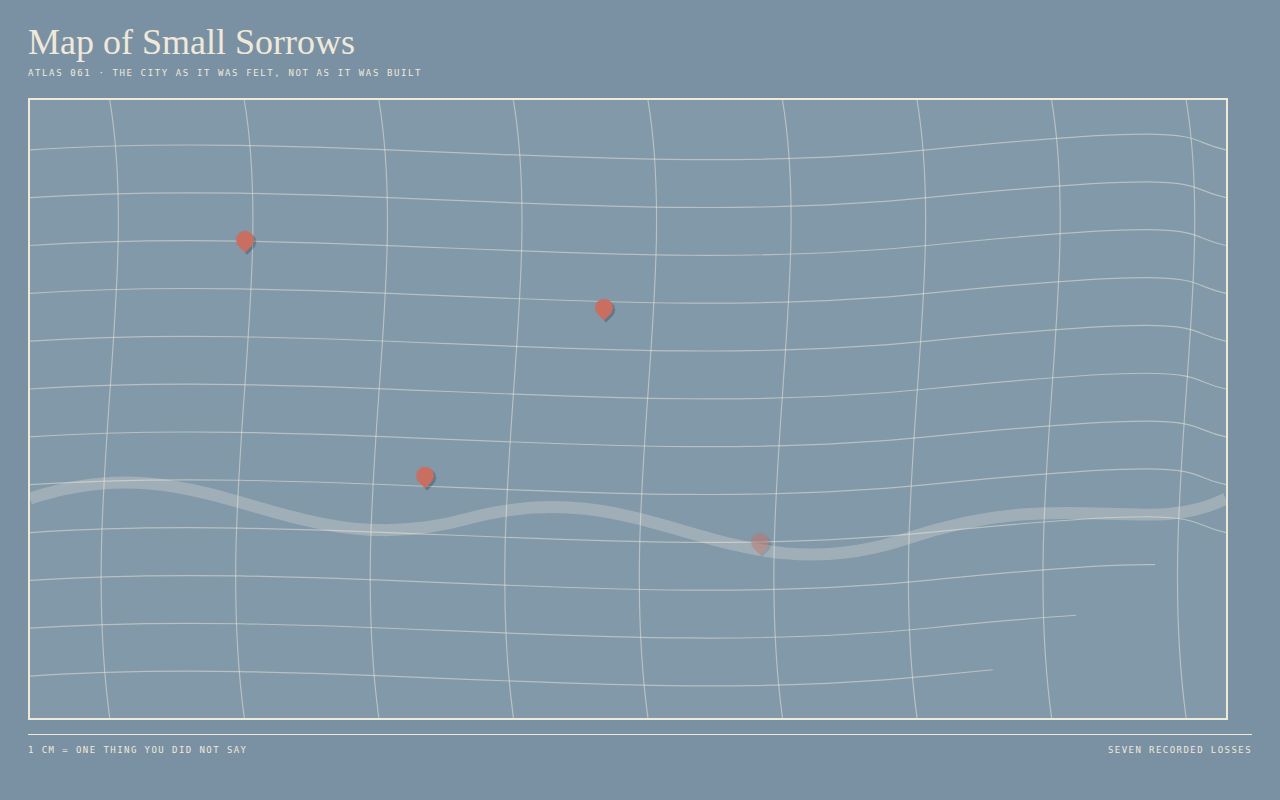 Map of Small Sorrows
ATLAS 061 · THE CITY AS IT WAS FELT, NOT AS IT WAS BUILT
1 CM = ONE THING YOU DID NOT SAY
SEVEN RECORDED LOSSES